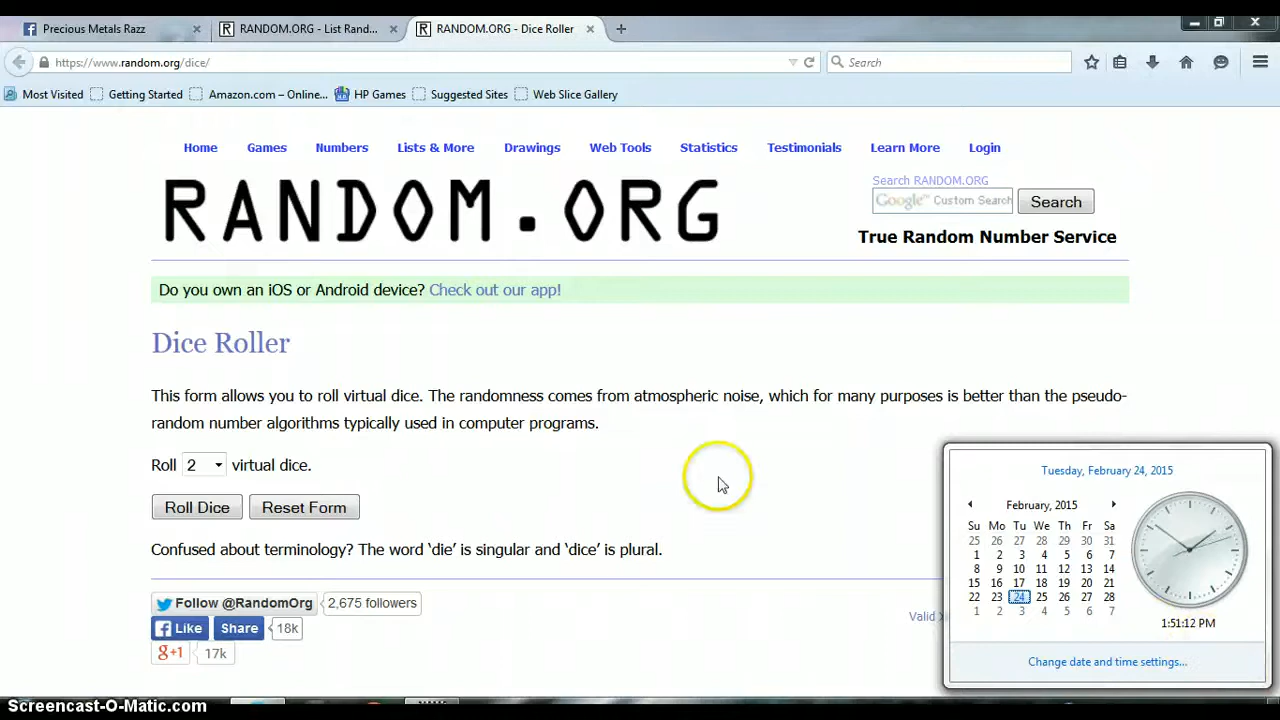 Precious Metals Razz
RANDOM.ORG - List Rand...
RANDOM.ORG - Dice Roller
https://www.random.org/dice/
Search
Most Visited
Getting Started
Amazon.com – Online...
HP Games
Suggested Sites
Web Slice Gallery
Home Games Numbers Lists & More Drawings Web Tools Statistics Testimonials Learn More Login
RANDOM.ORG
Search RANDOM.ORG
Google™ Custom Search
Search
True Random Number Service
Do you own an iOS or Android device? Check out our app!
Dice Roller
This form allows you to roll virtual dice. The randomness comes from atmospheric noise, which for many purposes is better than the pseudo-
random number algorithms typically used in computer programs.
Roll 2 virtual dice.
Roll Dice Reset Form
Confused about terminology? The word ‘die’ is singular and ‘dice’ is plural.
Follow @RandomOrg 2,675 followers
Like Share 18k
g+1 17k
Valid
Tuesday, February 24, 2015
February, 2015
Su Mo Tu We Th Fr Sa
25 26 27 28 29 30 31
1 2 3 4 5 6 7
8 9 10 11 12 13 14
15 16 17 18 19 20 21
22 23 24 25 26 27 28
1 2 3 4 5 6 7
1:51:12 PM
Change date and time settings...
Screencast-O-Matic.com